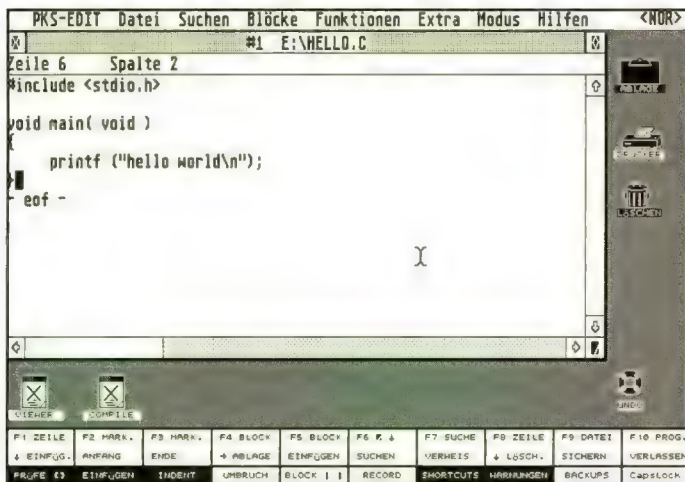 PKS-EDIT Datei Suchen Blöcke Funktionen Extra Modus Hilfen <NOR>
#1 E:\HELLO.C
Zeile 6 Spalte 2
#include <stdio.h>
void main( void )
{
printf ("hello world\n");
}
- eof -
ABLAGE
DRUCKER
LÖSCHEN
VIEWER COMPILE UNDO
F1 ZEILE F2 MARK. F3 MARK. F4 BLOCK F5 BLOCK F6 F7 SUCHE F8 ZEILE F9 DATEI F10 PROG.
↓ EINFÜG. ANFANG ENDE → ABLAGE EINFÜGEN SUCHEN VERWEIS ↓ LÖSCH. SICHERN VERLASSEN
PRÜFE () EINFÜGEN INDENT UMBRUCH BLOCK [ ] RECORD SHORTCUTS WARNUNGEN BACKUPS CapsLock